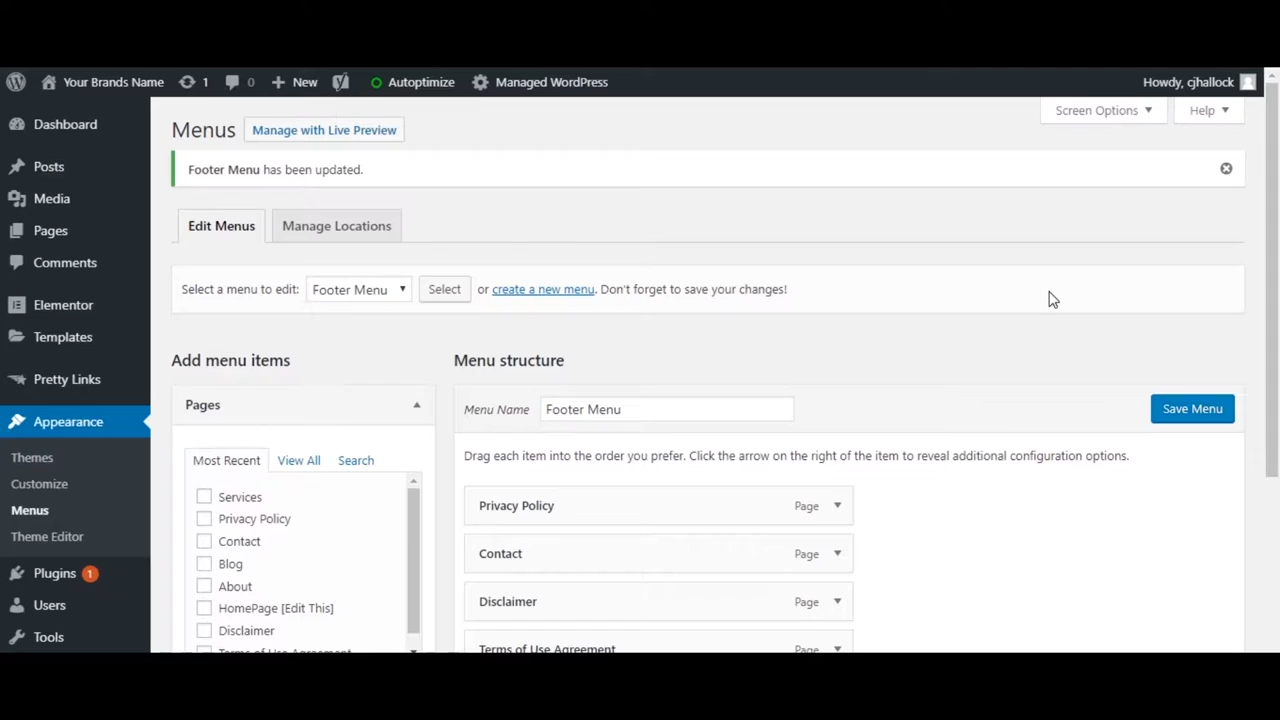 Your Brands Name 1 0 New Autoptimize Managed WordPress Howdy, cjhallock
Dashboard
Posts
Media
Pages
Comments
Elementor
Templates
Pretty Links
Appearance
Themes
Customize
Menus
Theme Editor
Plugins 1
Users
Tools
Screen Options Help
Menus Manage with Live Preview
Footer Menu has been updated.
Edit Menus Manage Locations
Select a menu to edit: Footer Menu Select or create a new menu. Don't forget to save your changes!
Add menu items
Pages
Most Recent View All Search
Services
Privacy Policy
Contact
Blog
About
HomePage [Edit This]
Disclaimer
Terms of Use Agreement
Menu structure
Menu Name Footer Menu Save Menu
Drag each item into the order you prefer. Click the arrow on the right of the item to reveal additional configuration options.
Privacy Policy Page
Contact Page
Disclaimer Page
Terms of Use Agreement Page